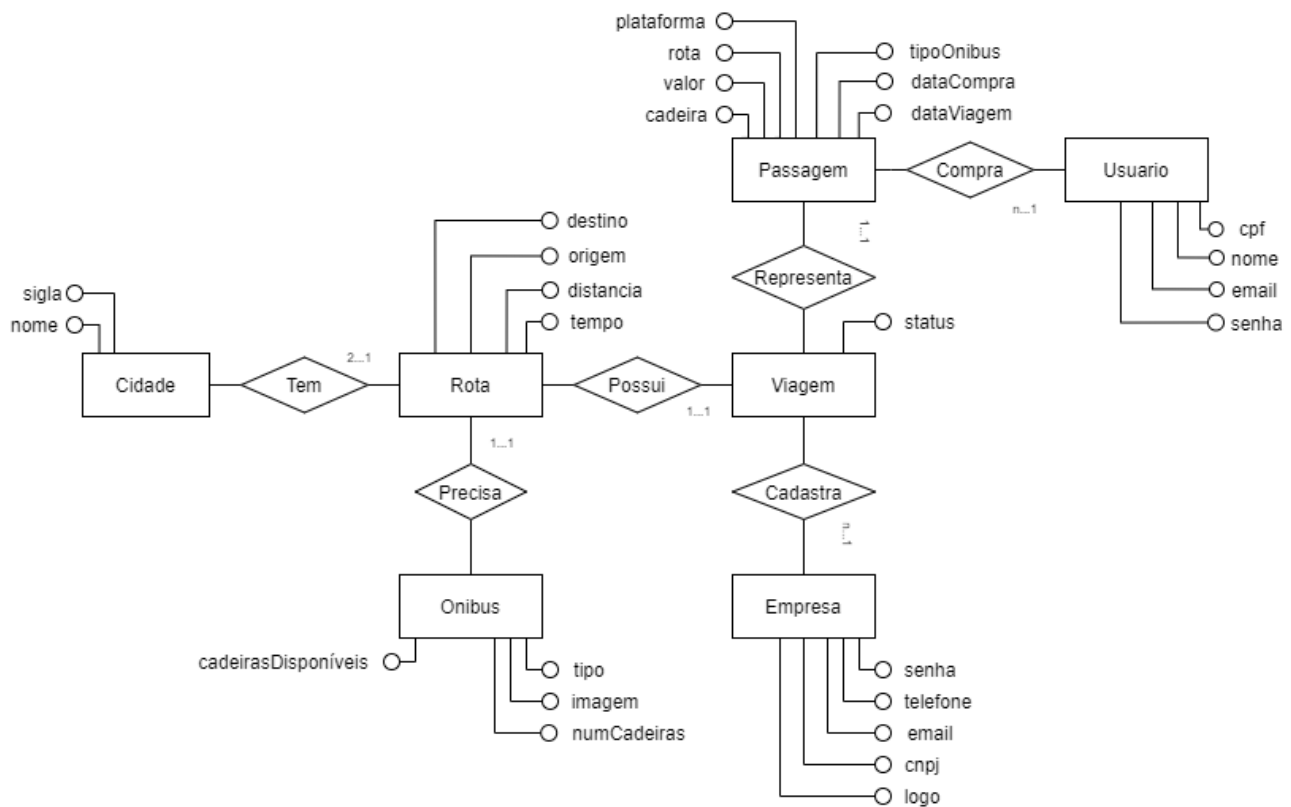 plataforma
rota
tipoOnibus
valor
dataCompra
cadeira
dataViagem
Passagem
Compra
Usuario
n...1
1...1
destino
cpf
origem
nome
Representa
sigla
distancia
email
nome
tempo
status
senha
2...1
Cidade
Tem
Rota
Possui
Viagem
1...1
1...1
Precisa
Cadastra
n...1
Onibus
Empresa
cadeirasDisponíveis
tipo
senha
imagem
telefone
numCadeiras
email
cnpj
logo